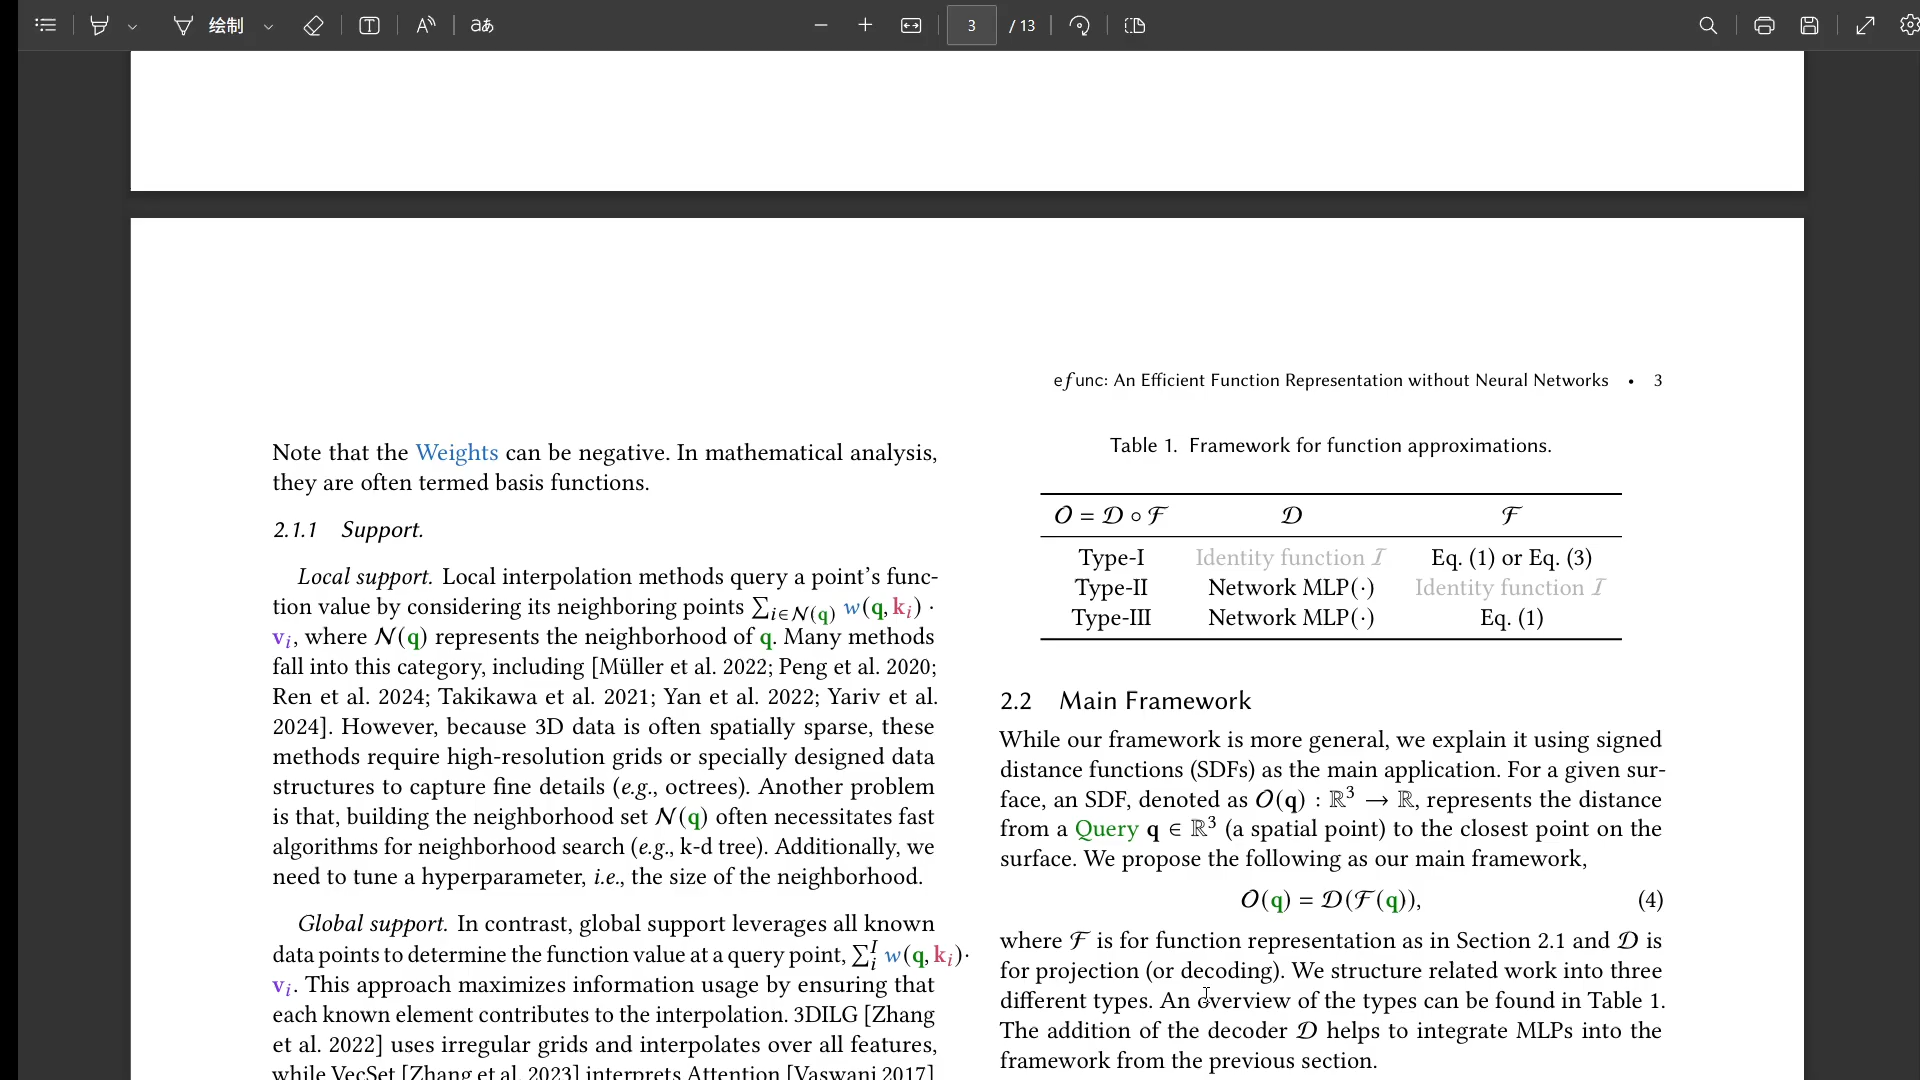 绘制 aあ 3 / 13
efunc: An Efficient Function Representation without Neural Networks • 3
Note that the Weights can be negative. In mathematical analysis,
they are often termed basis functions.
2.1.1 Support.
Local support. Local interpolation methods query a point's func-
tion value by considering its neighboring points ∑i∈N(q) w(q, ki) ·
vi, where N(q) represents the neighborhood of q. Many methods
fall into this category, including [Müller et al. 2022; Peng et al. 2020;
Ren et al. 2024; Takikawa et al. 2021; Yan et al. 2022; Yariv et al.
2024]. However, because 3D data is often spatially sparse, these
methods require high-resolution grids or specially designed data
structures to capture fine details (e.g., octrees). Another problem
is that, building the neighborhood set N(q) often necessitates fast
algorithms for neighborhood search (e.g., k-d tree). Additionally, we
need to tune a hyperparameter, i.e., the size of the neighborhood.
Global support. In contrast, global support leverages all known
data points to determine the function value at a query point, ∑iI w(q, ki)·
vi. This approach maximizes information usage by ensuring that
each known element contributes to the interpolation. 3DILG [Zhang
et al. 2022] uses irregular grids and interpolates over all features,
while VecSet [Zhang et al. 2023] interprets Attention [Vaswani 2017]
Table 1. Framework for function approximations.
O = D ∘ F D F
Type-I Identity function I Eq. (1) or Eq. (3)
Type-II Network MLP(·) Identity function I
Type-III Network MLP(·) Eq. (1)
2.2 Main Framework
While our framework is more general, we explain it using signed
distance functions (SDFs) as the main application. For a given sur-
face, an SDF, denoted as O(q) : ℝ³ → ℝ, represents the distance
from a Query q ∈ ℝ³ (a spatial point) to the closest point on the
surface. We propose the following as our main framework,
O(q) = D(F(q)), (4)
where F is for function representation as in Section 2.1 and D is
for projection (or decoding). We structure related work into three
different types. An overview of the types can be found in Table 1.
The addition of the decoder D helps to integrate MLPs into the
framework from the previous section.